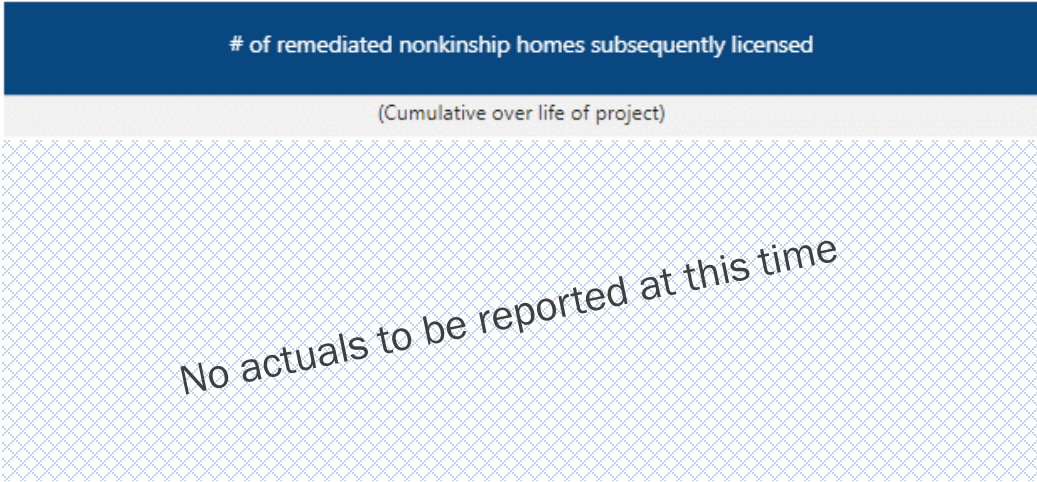 # of remediated nonkinship homes subsequently licensed
(Cumulative over life of project)
No actuals to be reported at this time